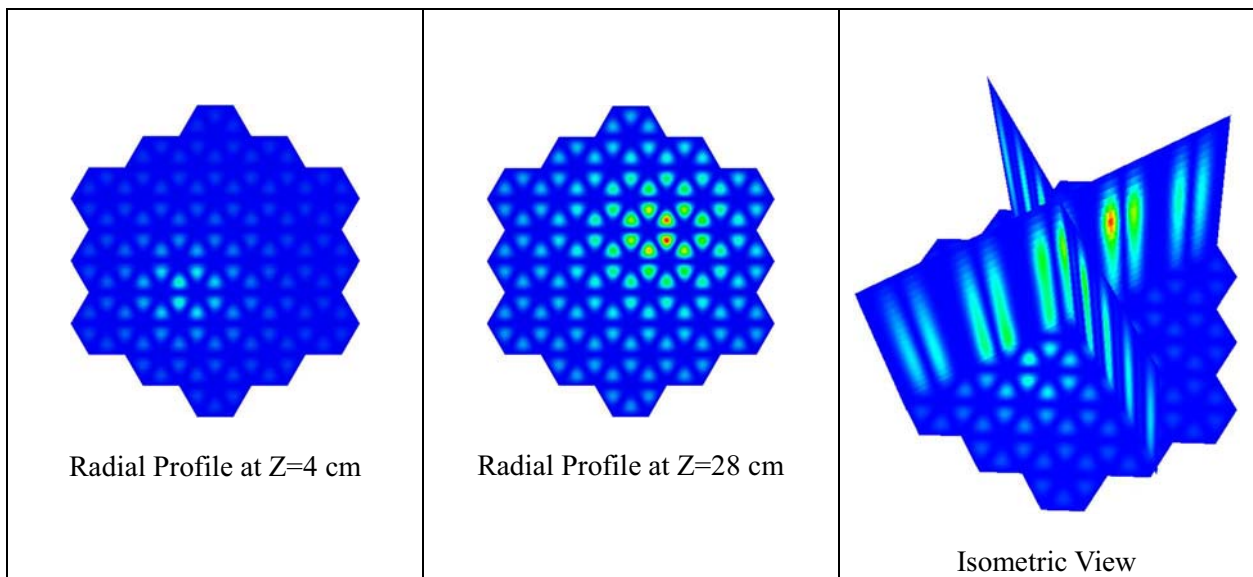 Radial Profile at Z=4 cm
Radial Profile at Z=28 cm
Isometric View